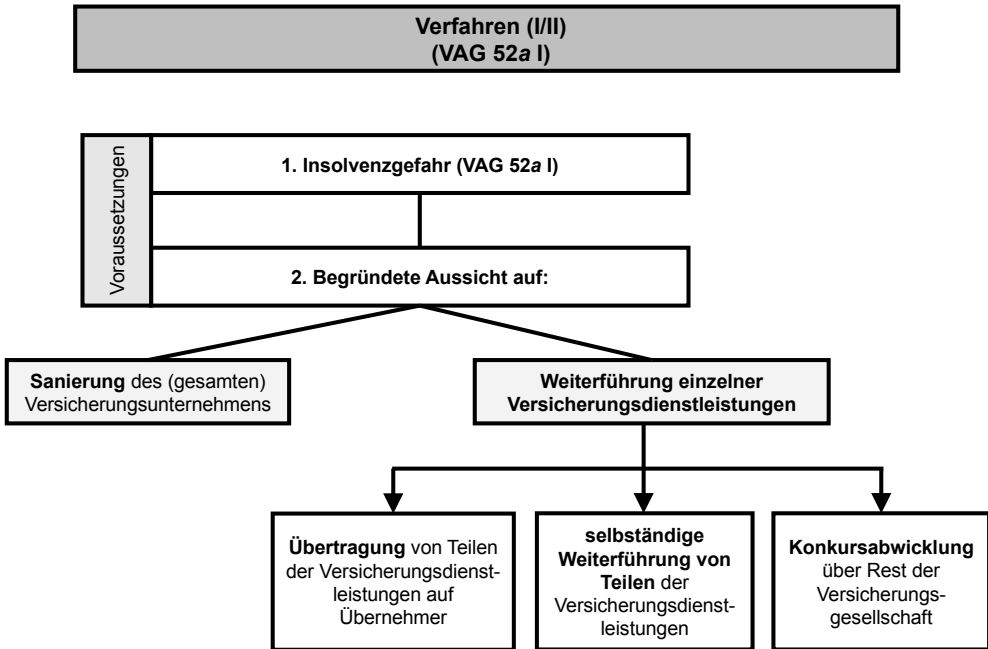 Verfahren (I/II)
(VAG 52a I)
Voraussetzungen
1. Insolvenzgefahr (VAG 52a I)
2. Begründete Aussicht auf:
Sanierung des (gesamten)
Versicherungsunternehmens
Weiterführung einzelner
Versicherungsdienstleistungen
Übertragung von Teilen
der Versicherungsdienst-
leistungen auf
Übernehmer
selbständige
Weiterführung von
Teilen der
Versicherungsdienst-
leistungen
Konkursabwicklung
über Rest der
Versicherungs-
gesellschaft